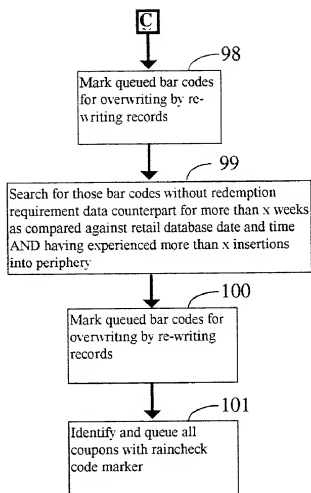 C
98
Mark queued bar codes
for overwriting by re-
writing records
99
Search for those bar codes without redemption
requirement data counterpart for more than x weeks
as compared against retail database date and time
AND having experienced more than x insertions
into periphery
100
Mark queued bar codes for
overwriting by re-writing
records
101
Identify and queue all
coupons with raincheck
code marker